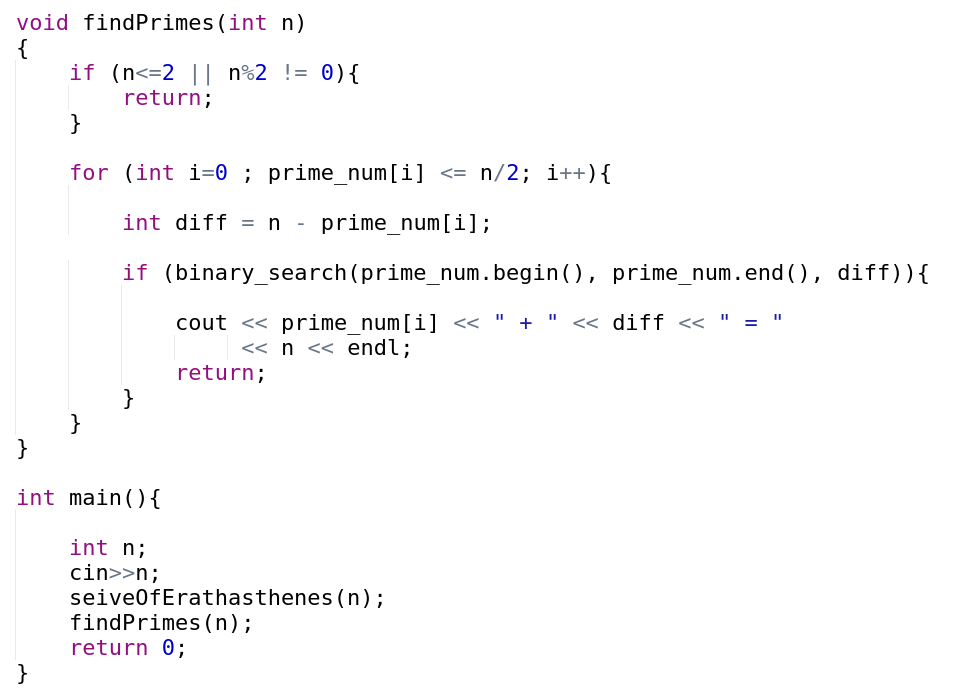 void findPrimes(int n)
{
    if (n<=2 || n%2 != 0){
        return;
    }

    for (int i=0 ; prime_num[i] <= n/2; i++){

        int diff = n - prime_num[i];

        if (binary_search(prime_num.begin(), prime_num.end(), diff)){

            cout << prime_num[i] << " + " << diff << " = "
                 << n << endl;
            return;
        }
    }
}

int main(){

    int n;
    cin>>n;
    seiveOfErathasthenes(n);
    findPrimes(n);
    return 0;
}